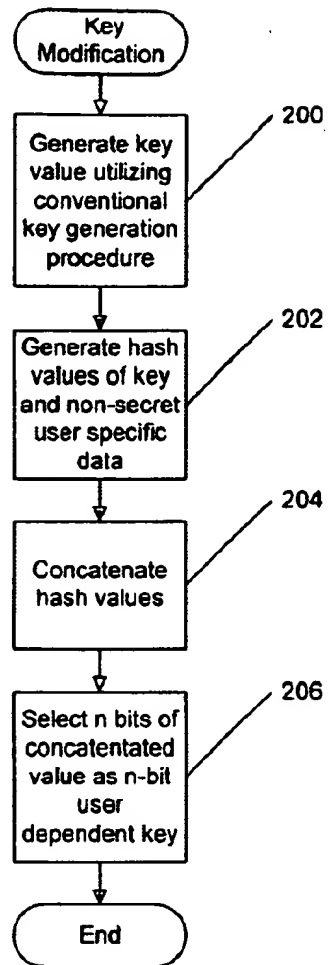 Key
Modification
200
Generate key
value utilizing
conventional
key generation
procedure
202
Generate hash
values of key
and non-secret
user specific
data
204
Concatenate
hash values
206
Select n bits of
concatentated
value as n-bit
user
dependent key
End